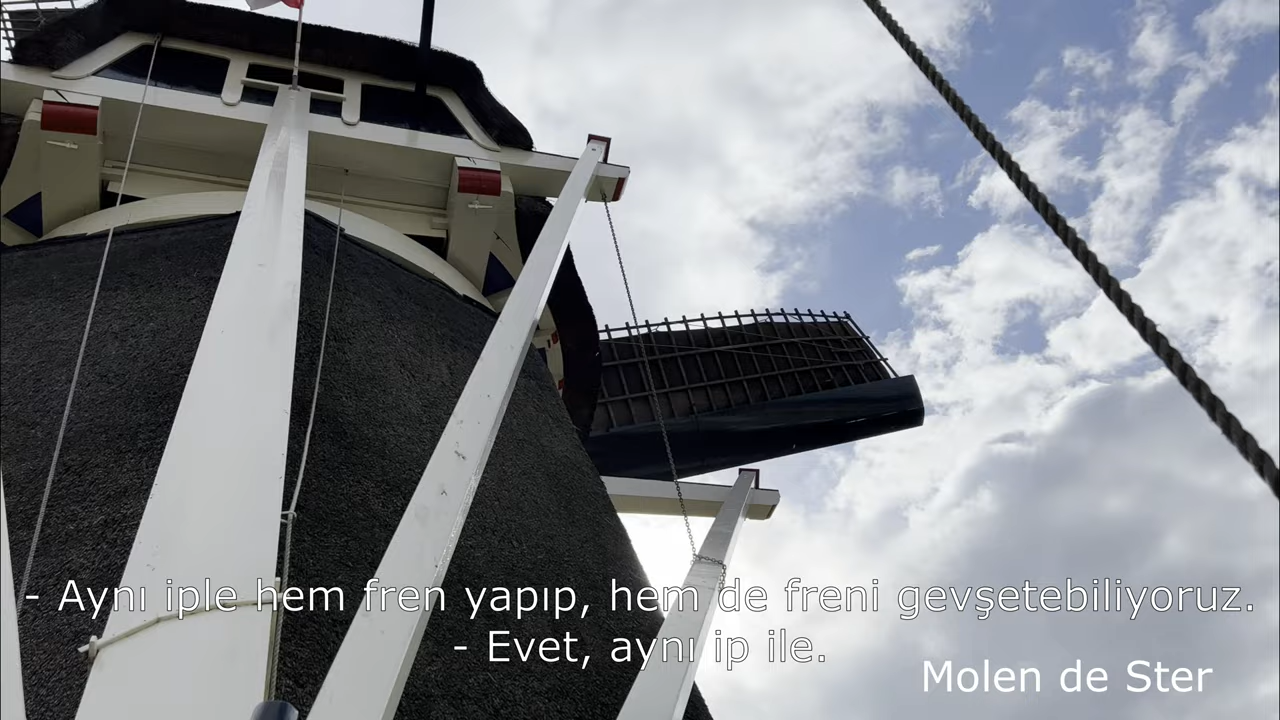 - Aynı iple hem fren yapıp, hem de freni gevşetebiliyoruz.
- Evet, aynı ip ile.
Molen de Ster